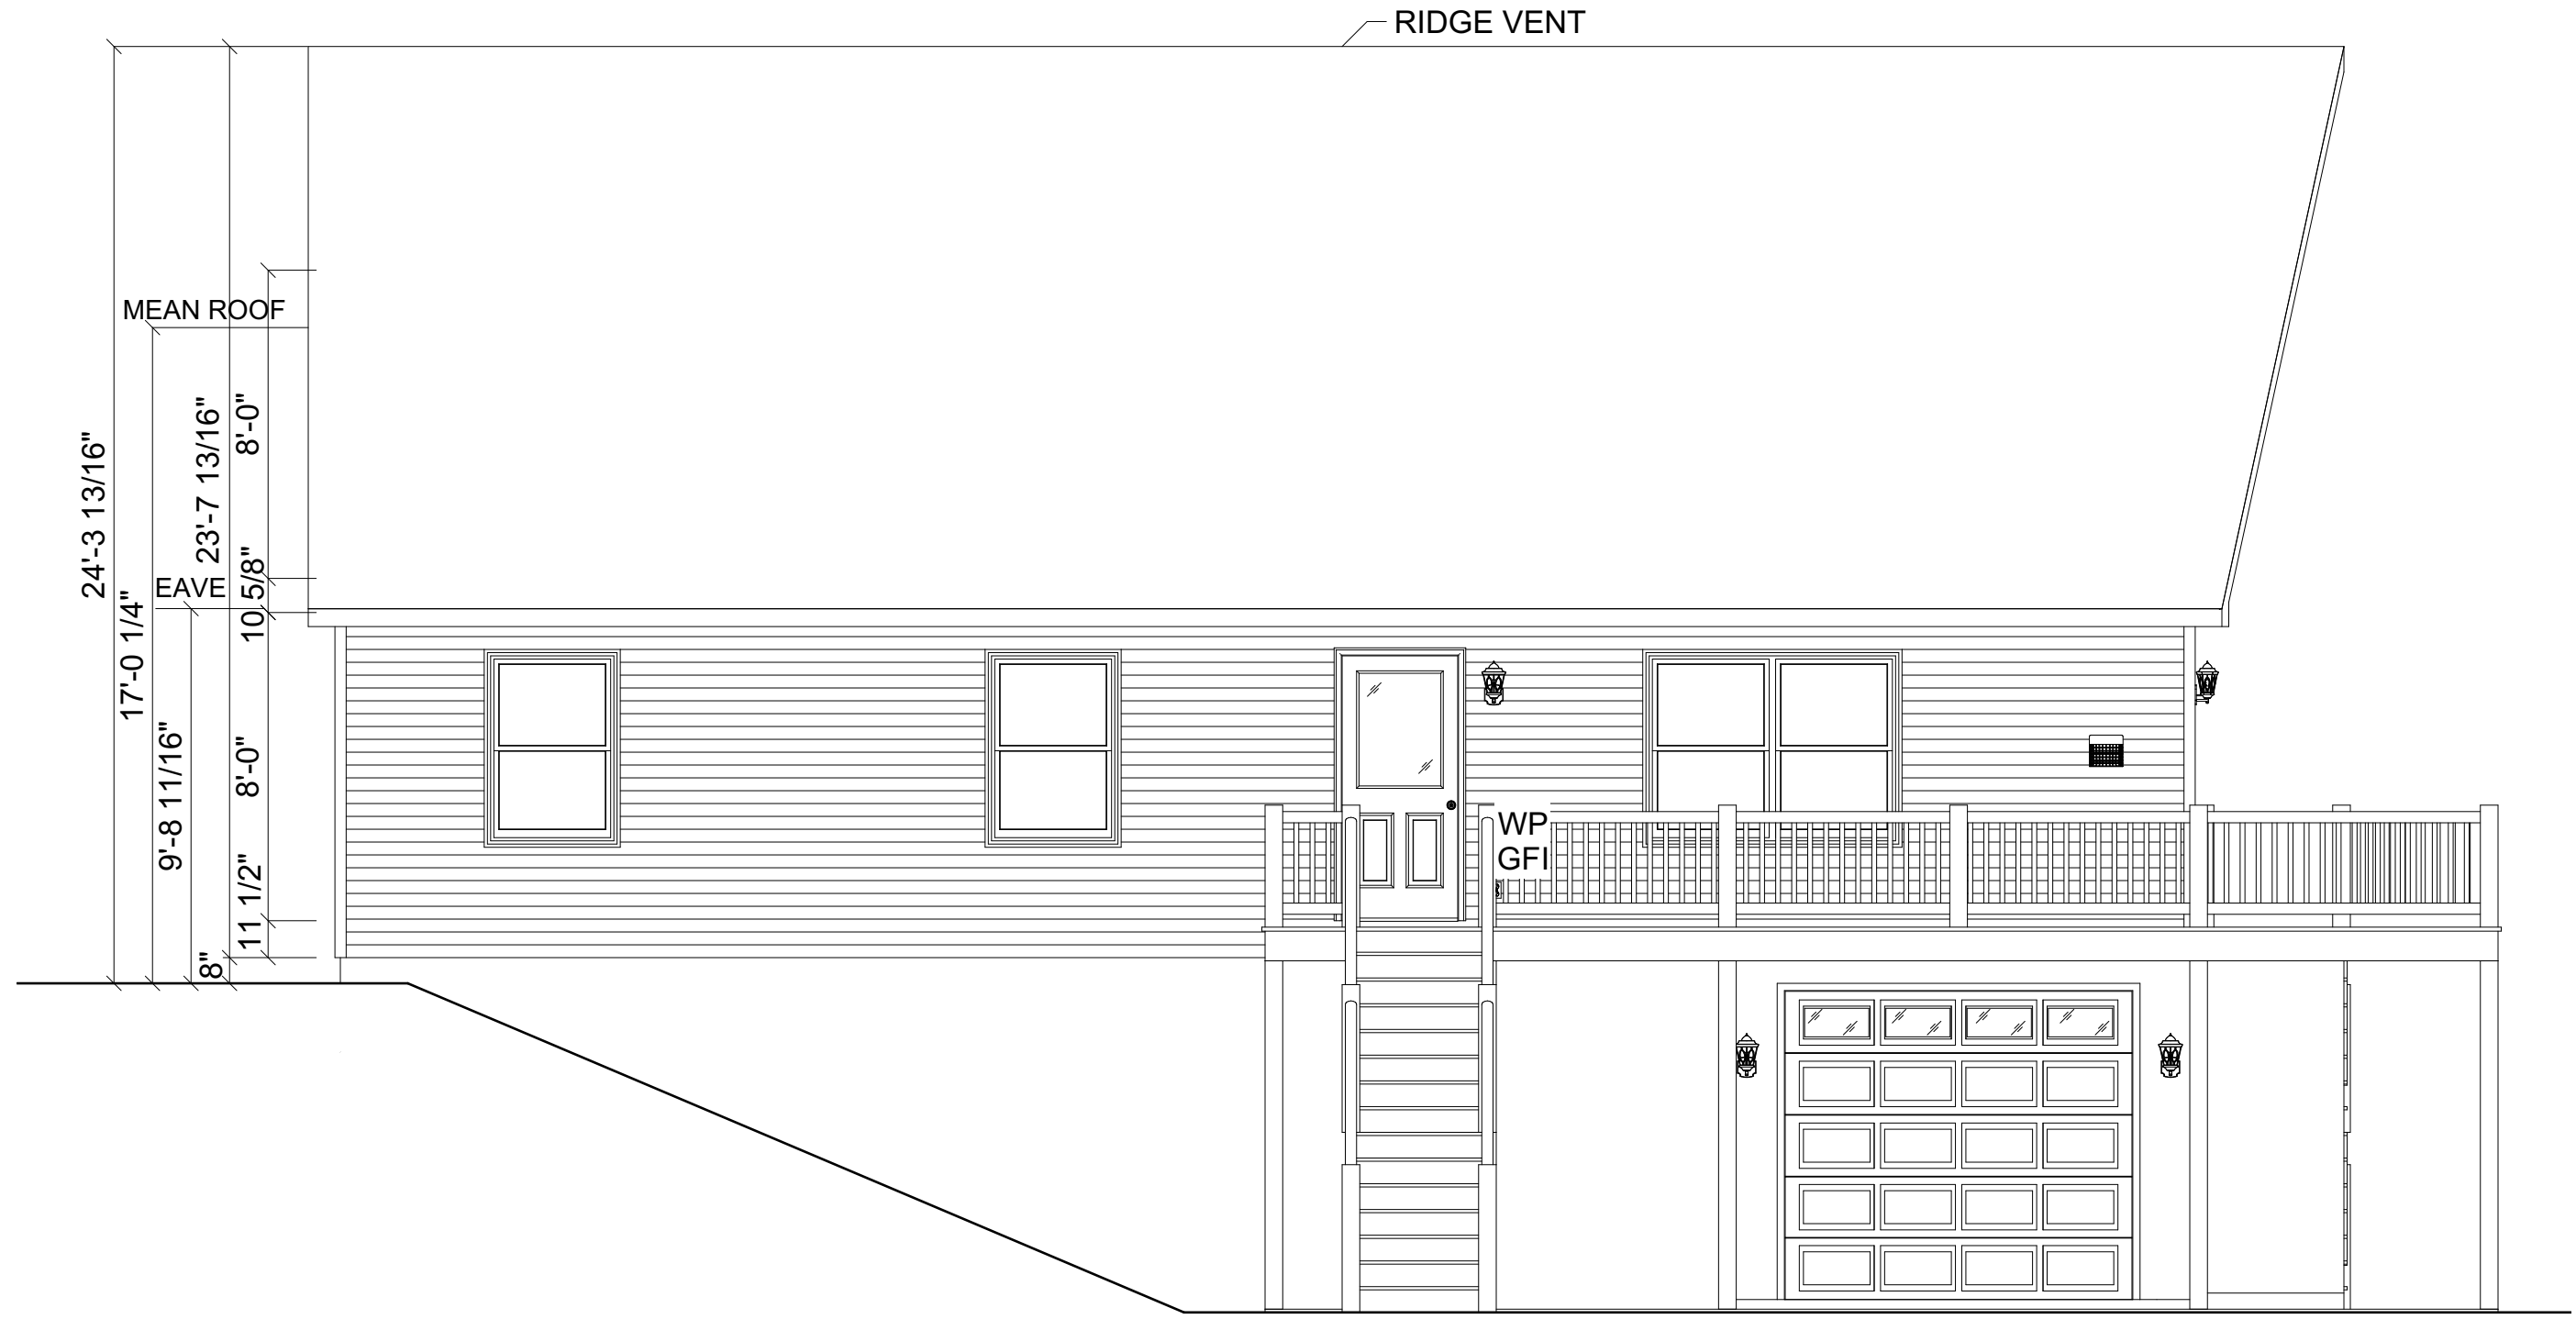 RIDGE VENT
MEAN ROOF
EAVE
24'-3 13/16"
17'-0 1/4"
9'-8 11/16"
23'-7 13/16"
8"
8'-0"
10 5/8"
8'-0"
11 1/2"
WP
GFI